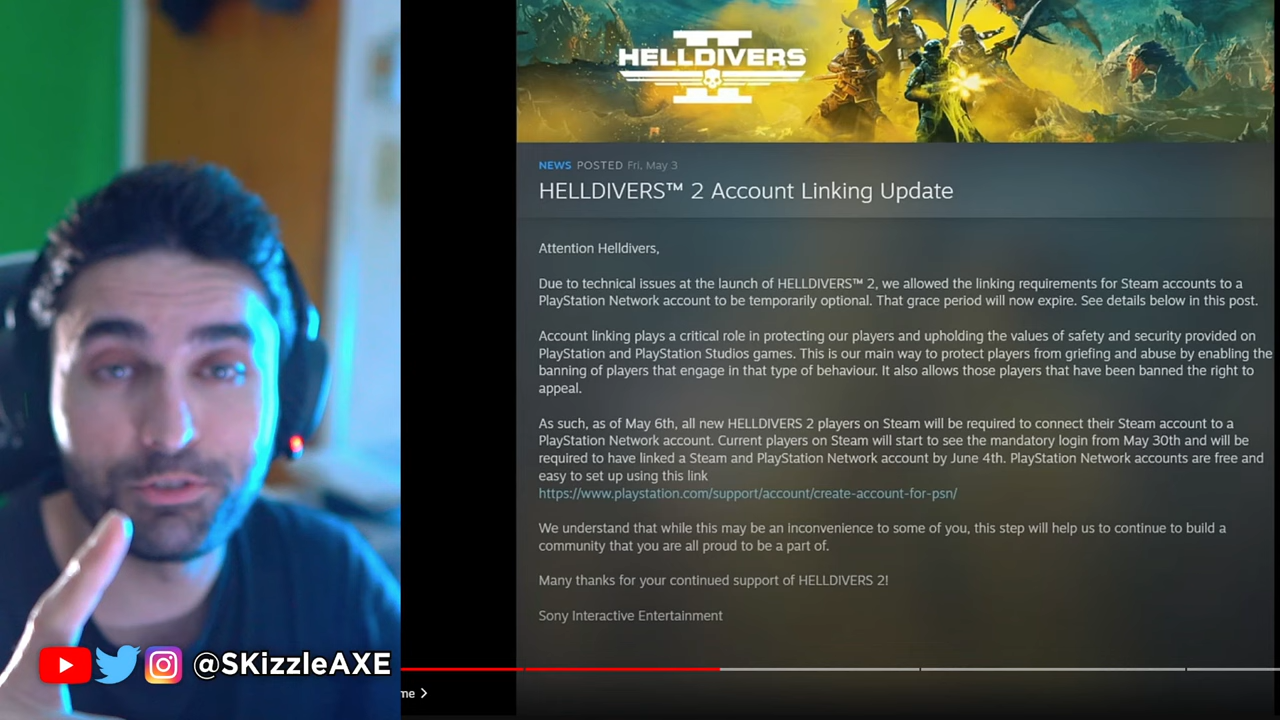 HELLDIVERS
II
NEWS POSTED Fri, May 3
HELLDIVERS™ 2 Account Linking Update
Attention Helldivers,
Due to technical issues at the launch of HELLDIVERS™ 2, we allowed the linking requirements for Steam accounts to a
PlayStation Network account to be temporarily optional. That grace period will now expire. See details below in this post.
Account linking plays a critical role in protecting our players and upholding the values of safety and security provided on
PlayStation and PlayStation Studios games. This is our main way to protect players from griefing and abuse by enabling the
banning of players that engage in that type of behaviour. It also allows those players that have been banned the right to
appeal.
As such, as of May 6th, all new HELLDIVERS 2 players on Steam will be required to connect their Steam account to a
PlayStation Network account. Current players on Steam will start to see the mandatory login from May 30th and will be
required to have linked a Steam and PlayStation Network account by June 4th. PlayStation Network accounts are free and
easy to set up using this link
https://www.playstation.com/support/account/create-account-for-psn/
We understand that while this may be an inconvenience to some of you, this step will help us to continue to build a
community that you are all proud to be a part of.
Many thanks for your continued support of HELLDIVERS 2!
Sony Interactive Entertainment
@SKizzleAXE
me >